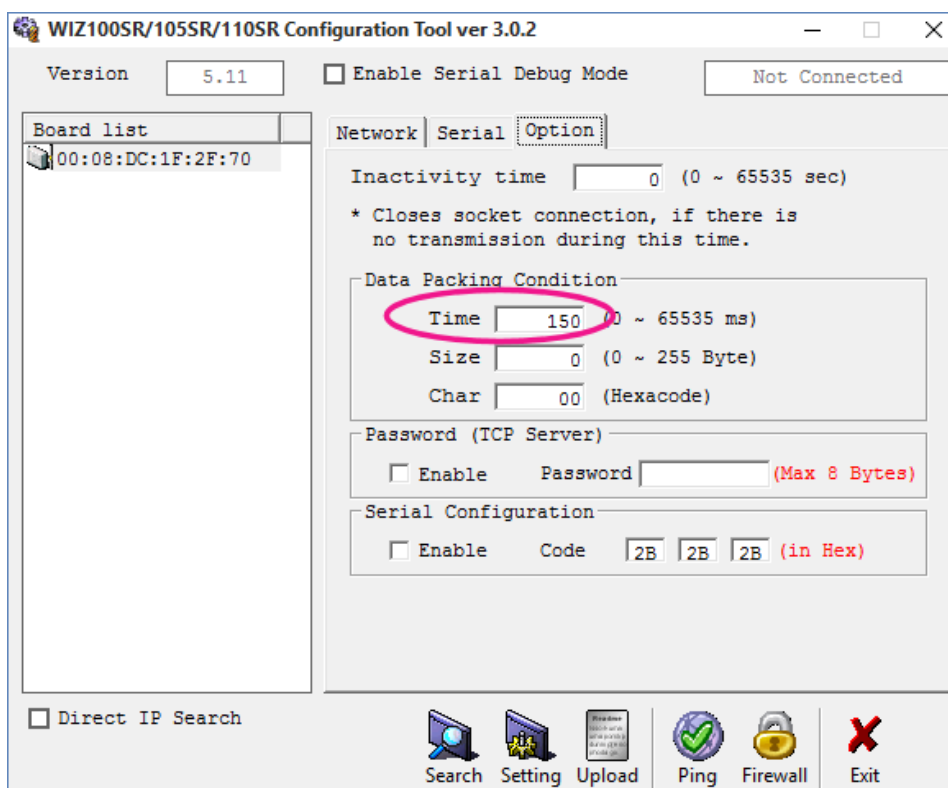 WIZ100SR/105SR/110SR Configuration Tool ver 3.0.2
Version 5.11 Enable Serial Debug Mode Not Connected
Board list
00:08:DC:1F:2F:70
Network Serial Option
Inactivity time 0 (0 ~ 65535 sec)
* Closes socket connection, if there is
no transmission during this time.
Data Packing Condition
Time 150 (0 ~ 65535 ms)
Size 0 (0 ~ 255 Byte)
Char 00 (Hexacode)
Password (TCP Server)
Enable Password (Max 8 Bytes)
Serial Configuration
Enable Code 2B 2B 2B (in Hex)
Direct IP Search
Search Setting Upload Ping Firewall Exit